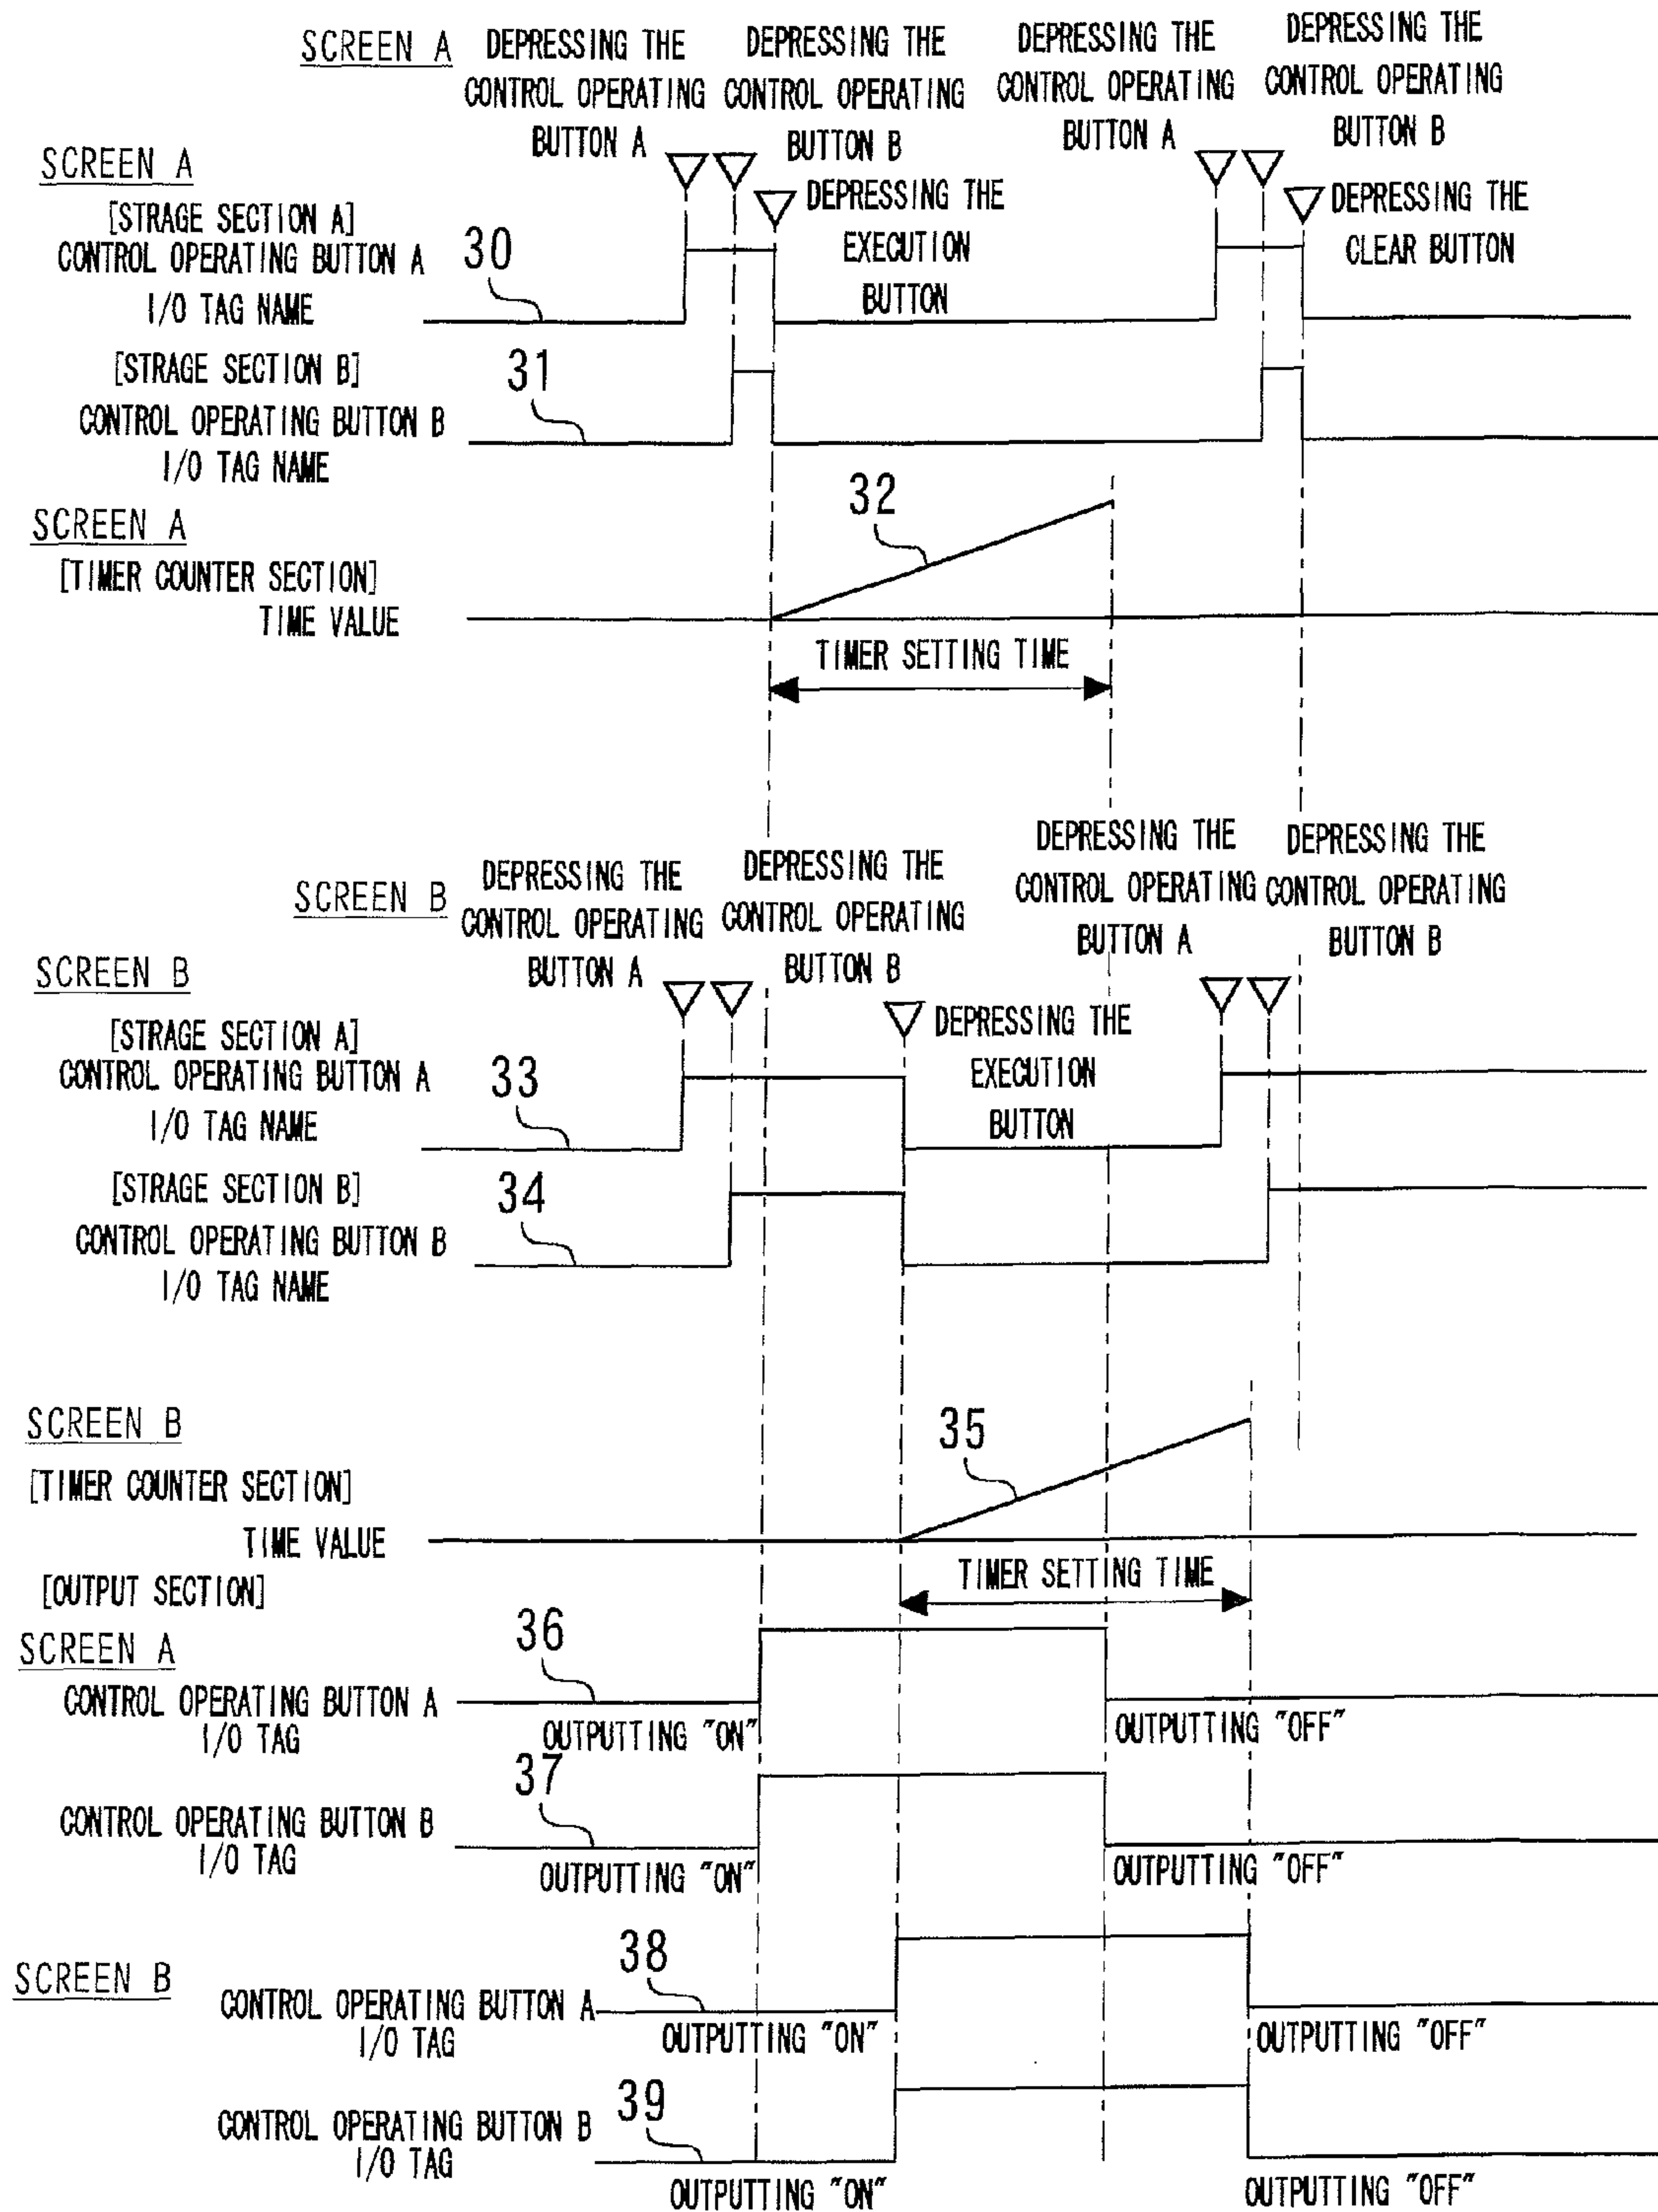 SCREEN A
DEPRESSING THE
CONTROL OPERATING
BUTTON A
DEPRESSING THE
CONTROL OPERATING
BUTTON B
DEPRESSING THE
CONTROL OPERATING
BUTTON A
DEPRESSING THE
CONTROL OPERATING
BUTTON B
SCREEN A
[STRAGE SECTION A]
CONTROL OPERATING BUTTON A
I/O TAG NAME
30
DEPRESSING THE
EXECUTION
BUTTON
DEPRESSING THE
CLEAR BUTTON
[STRAGE SECTION B]
CONTROL OPERATING BUTTON B
I/O TAG NAME
31
SCREEN A
[TIMER COUNTER SECTION]
TIME VALUE
32
TIMER SETTING TIME
SCREEN B
DEPRESSING THE
CONTROL OPERATING
BUTTON A
DEPRESSING THE
CONTROL OPERATING
BUTTON B
DEPRESSING THE
CONTROL OPERATING
BUTTON A
DEPRESSING THE
CONTROL OPERATING
BUTTON B
SCREEN B
[STRAGE SECTION A]
CONTROL OPERATING BUTTON A
I/O TAG NAME
33
DEPRESSING THE
EXECUTION
BUTTON
[STRAGE SECTION B]
CONTROL OPERATING BUTTON B
I/O TAG NAME
34
SCREEN B
[TIMER COUNTER SECTION]
TIME VALUE
35
TIMER SETTING TIME
[OUTPUT SECTION]
SCREEN A
CONTROL OPERATING BUTTON A
I/O TAG
36
OUTPUTTING "ON"
OUTPUTTING "OFF"
CONTROL OPERATING BUTTON B
I/O TAG
37
OUTPUTTING "ON"
OUTPUTTING "OFF"
SCREEN B
CONTROL OPERATING BUTTON A
I/O TAG
38
OUTPUTTING "ON"
OUTPUTTING "OFF"
CONTROL OPERATING BUTTON B
I/O TAG
39
OUTPUTTING "ON"
OUTPUTTING "OFF"